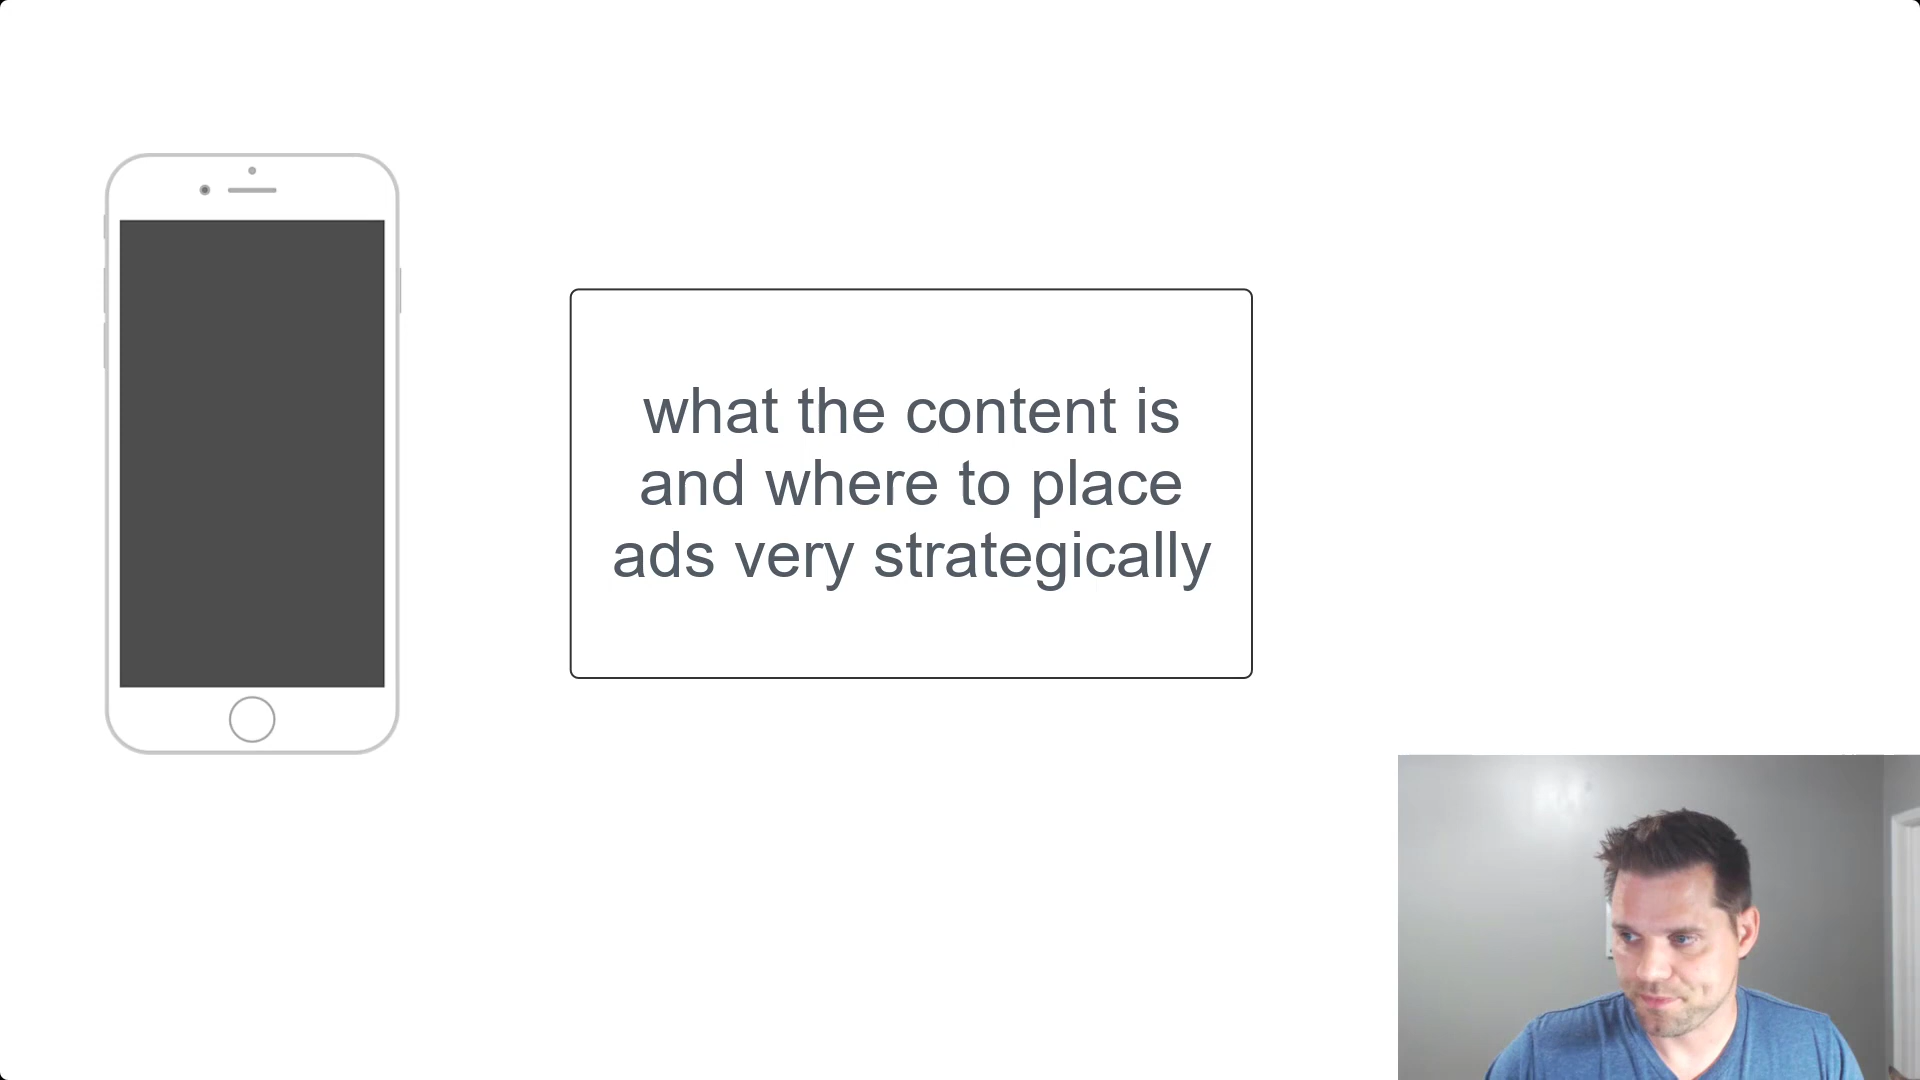 what the content is
and where to place
ads very strategically